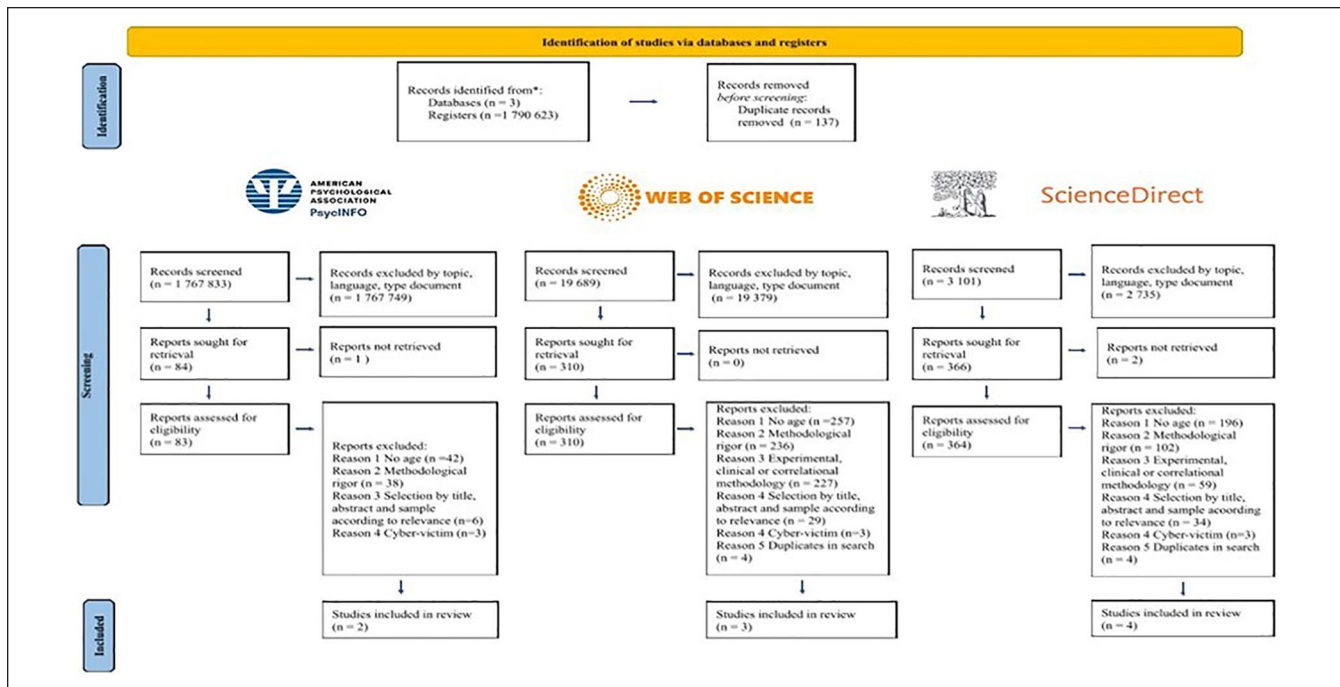 Identification of studies via databases and registers
Identification
Records identified from*:
Databases (n = 3)
Registers (n =1 790 623)
Records removed
before screening:
Duplicate records
removed (n = 137)
AMERICAN
PSYCHOLOGICAL
ASSOCIATION
PsycINFO
WEB OF SCIENCE
ScienceDirect
Screening
Records screened
(n = 1 767 833)
Records excluded by topic,
language, type document
(n = 1 767 749)
Reports sought for
retrieval
(n = 84)
Reports not retrieved
(n = 1 )
Reports assessed for
eligibility
(n = 83)
Reports excluded:
Reason 1 No age (n =42)
Reason 2 Methodological
rigor (n = 38)
Reason 3 Selection by title,
abstract and sample
according to relevance (n=6)
Reason 4 Cyber-victim (n=3)
Records screened
(n = 19 689)
Records excluded by topic,
language, type document
(n = 19 379)
Reports sought for
retrieval
(n = 310)
Reports not retrieved
(n = 0)
Reports assessed for
eligibility
(n = 310)
Reports excluded:
Reason 1 No age (n =257)
Reason 2 Methodological
rigor (n = 236)
Reason 3 Experimental,
clinical or correlational
methodology (n = 227)
Reason 4 Selection by title,
abstract and sample according
to relevance (n = 29)
Reason 4 Cyber-victim (n=3)
Reason 5 Duplicates in search
(n = 4)
Records screened
(n = 3 101)
Records excluded by topic,
language, type document
(n = 2 735)
Reports sought for
retrieval
(n = 366)
Reports not retrieved
(n = 2)
Reports assessed for
eligibility
(n = 364)
Reports excluded:
Reason 1 No age (n = 196)
Reason 2 Methodological
rigor (n = 102)
Reason 3 Experimental,
clinical or correlational
methodology (n = 59)
Reason 4 Selection by title,
abstract and sample acoording
to relevance (n = 34)
Reason 4 Cyber-victim (n=3)
Reason 5 Duplicates in search
(n = 4)
Included
Studies included in review
(n = 2)
Studies included in review
(n = 3)
Studies included in review
(n = 4)